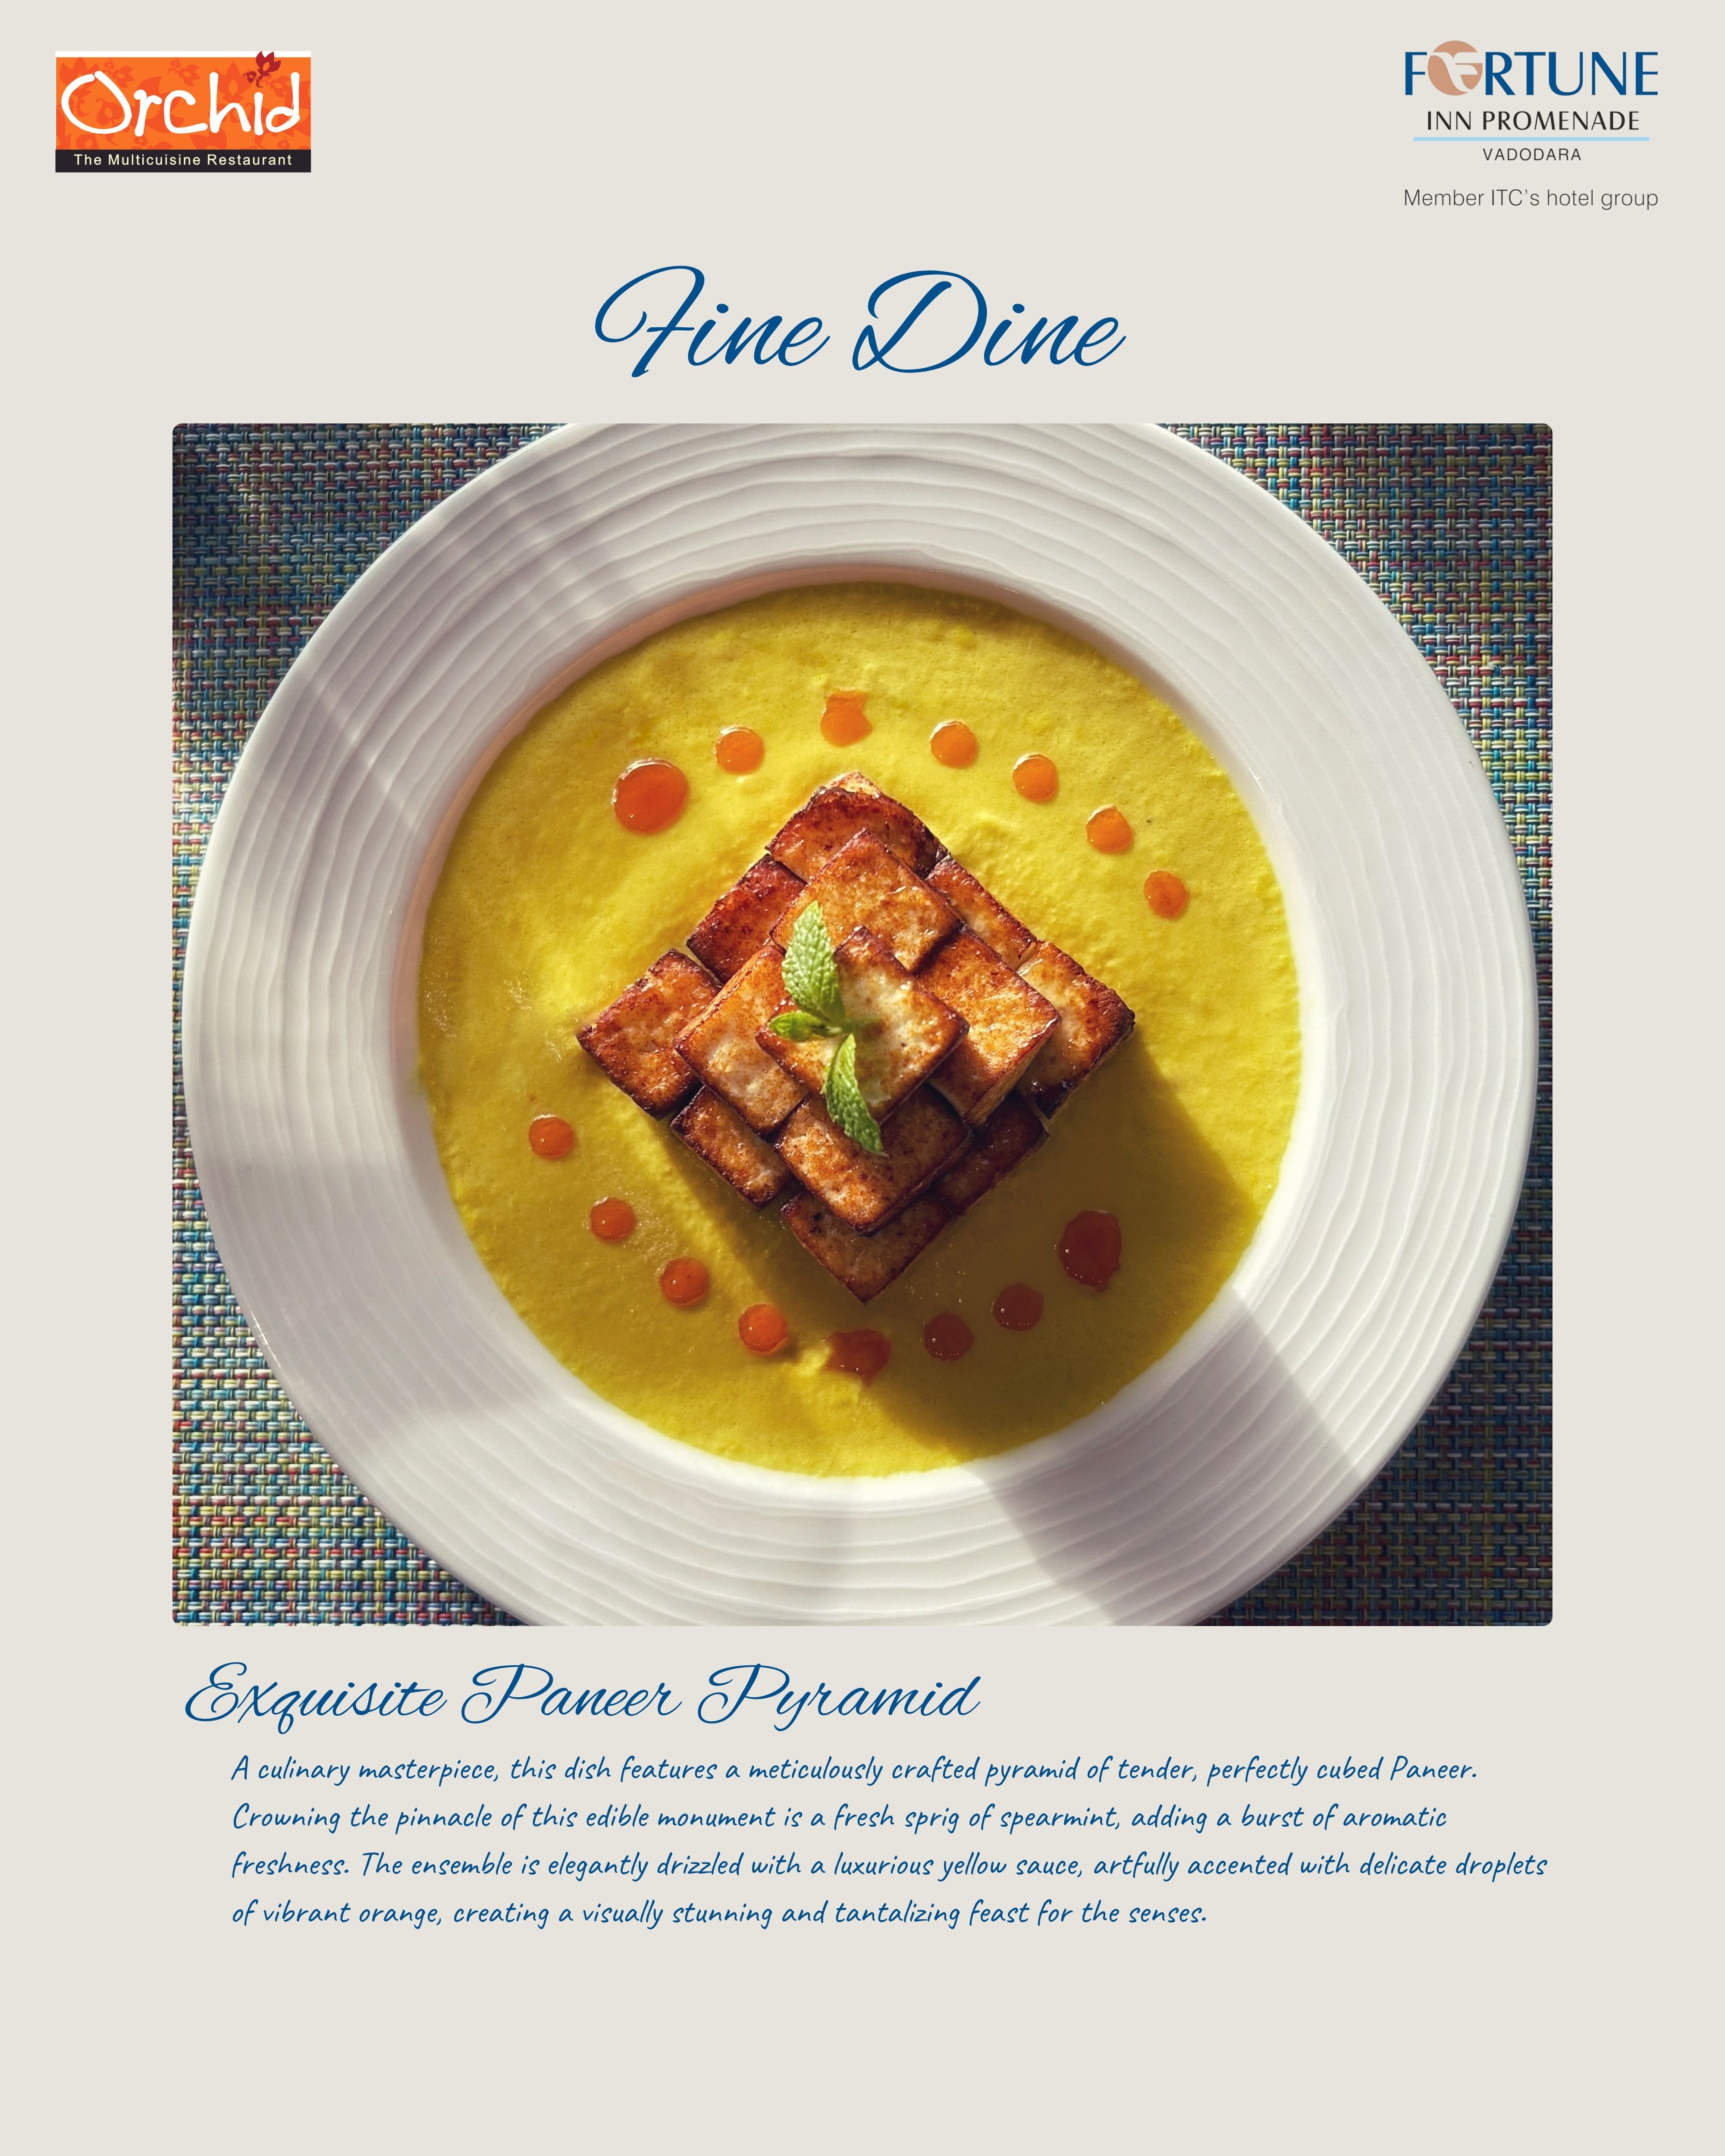 Orchid
The Multicuisine Restaurant
FORTUNE
INN PROMENADE
VADODARA
Member ITC's hotel group
Fine Dine
Exquisite Paneer Pyramid
A culinary masterpiece, this dish features a meticulously crafted pyramid of tender, perfectly cubed Paneer.
Crowning the pinnacle of this edible monument is a fresh sprig of spearmint, adding a burst of aromatic
freshness. The ensemble is elegantly drizzled with a luxurious yellow sauce, artfully accented with delicate droplets
of vibrant orange, creating a visually stunning and tantalizing feast for the senses.